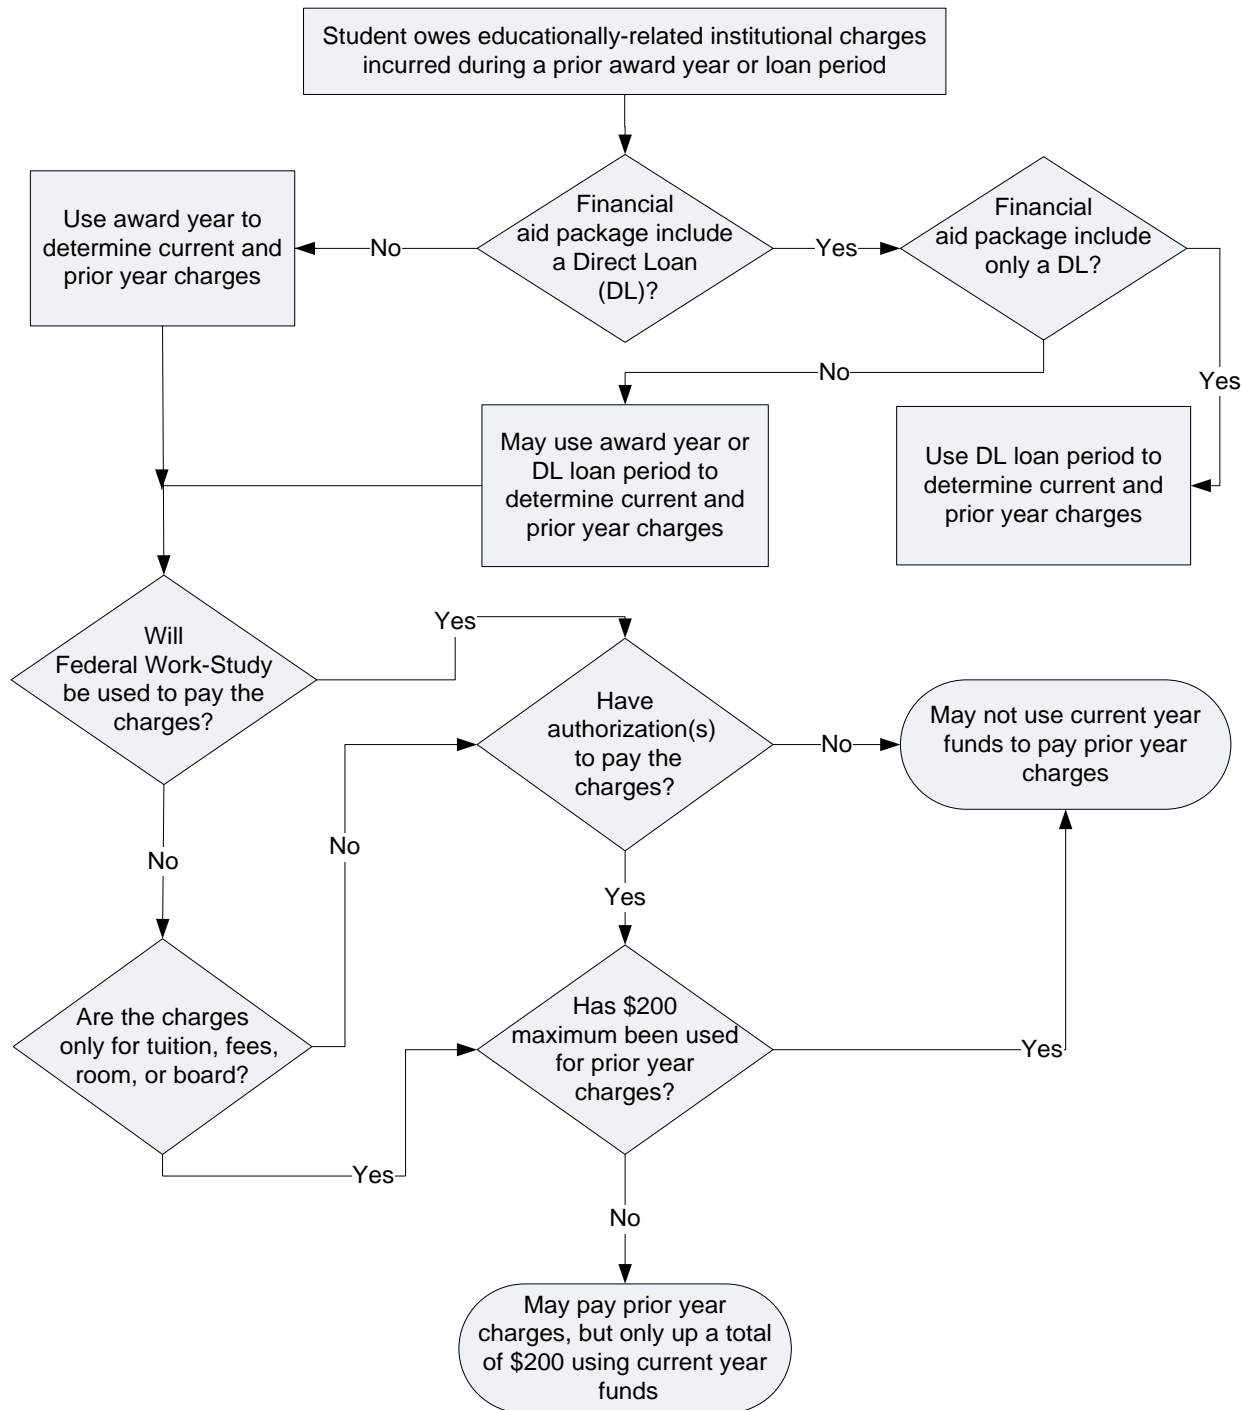 Student owes educationally-related institutional charges
incurred during a prior award year or loan period
Financial
aid package include
a Direct Loan
(DL)?
Financial
aid package include
only a DL?
Use award year to
determine current and
prior year charges
No
Yes
No
Yes
May use award year or
DL loan period to
determine current and
prior year charges
Use DL loan period to
determine current and
prior year charges
Will
Federal Work-Study
be used to pay the
charges?
Yes
Have
authorization(s)
to pay the
charges?
No
May not use current year
funds to pay prior year
charges
No
No
Yes
Are the charges
only for tuition, fees,
room, or board?
Has $200
maximum been used
for prior year
charges?
Yes
Yes
No
May pay prior year
charges, but only up a total
of $200 using current year
funds